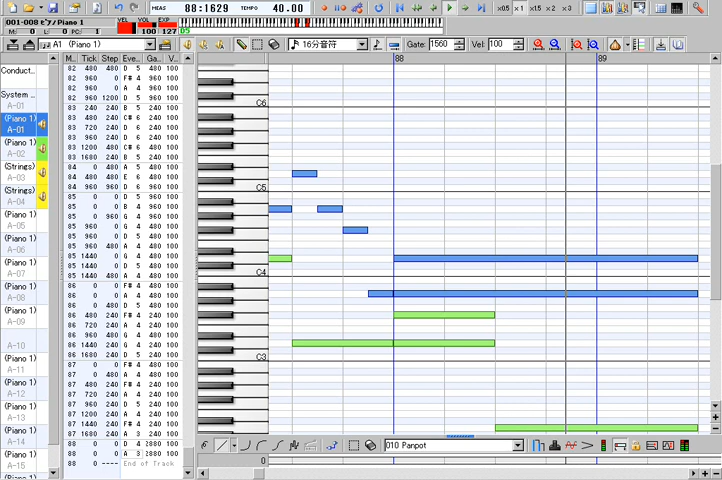 MEAS 88:1629 TEMPO 40.00 x0.5 x1 x1.5 x2 x3
001-008 ピアノ/Piano 1 VEL EXP
M: 0 L: 0 100 127 D5
A1 (Piano 1) 16分音符 Gate: 1560 Vel: 100
M... Tick Step Eve... Ga... V... 88 89
Conduct...
System ...
A-01
(Piano 1)
A-01
(Piano 1)
A-02
(Strings)
A-03
(Strings)
A-04
(Piano 1)
A-05
(Piano 1)
A-06
(Piano 1)
A-07
(Piano 1)
A-08
(Piano 1)
A-09
A-10
(Piano 1)
A-11
(Piano 1)
A-12
(Piano 1)
A-13
(Piano 1)
A-14
(Piano 1)
A-15
(Piano 1)
82 480 480 D 5 480 100
82 960 0 F# 4 480 100
82 960 0 A 4 480 100
82 960 1200 D 5 480 100
83 240 240 B 5 240 100
83 480 240 C# 6 240 100
83 720 240 D 6 240 100
83 960 240 D 6 240 100
83 1200 480 C# 6 480 100
83 1680 240 B 5 240 100
84 0 480 A 5 480 100
84 480 480 E 6 480 100
84 960 960 D 6 960 100
85 0 0 D 5 480 100
85 0 0 B 4 960 100
85 0 960 G 4 960 100
85 960 0 G 4 480 100
85 960 0 D 5 480 100
85 960 480 A 4 480 100
85 1440 0 G 4 240 100
85 1440 0 D 5 240 100
85 1440 480 A 4 240 100
86 0 0 F# 4 240 100
86 0 0 A 4 240 100
86 0 480 D 5 480 100
86 480 240 F# 4 240 100
86 720 240 A 4 240 100
86 960 480 E 4 480 100
86 1440 240 G 4 240 100
86 1680 240 D 5 240 100
87 0 0 F# 4 240 100
87 0 480 A 4 240 100
87 480 240 F# 4 240 100
87 720 240 D 5 240 100
87 960 240 B 4 240 100
87 1200 240 A 4 240 100
87 1440 240 F# 4 240 100
87 1680 240 A 3 240 100
88 0 0 D 4 2880 100
88 0 0 A 3 2880 100
88 0 ---- End of Track
C6
C5
C4
C3
010 Panpot
0